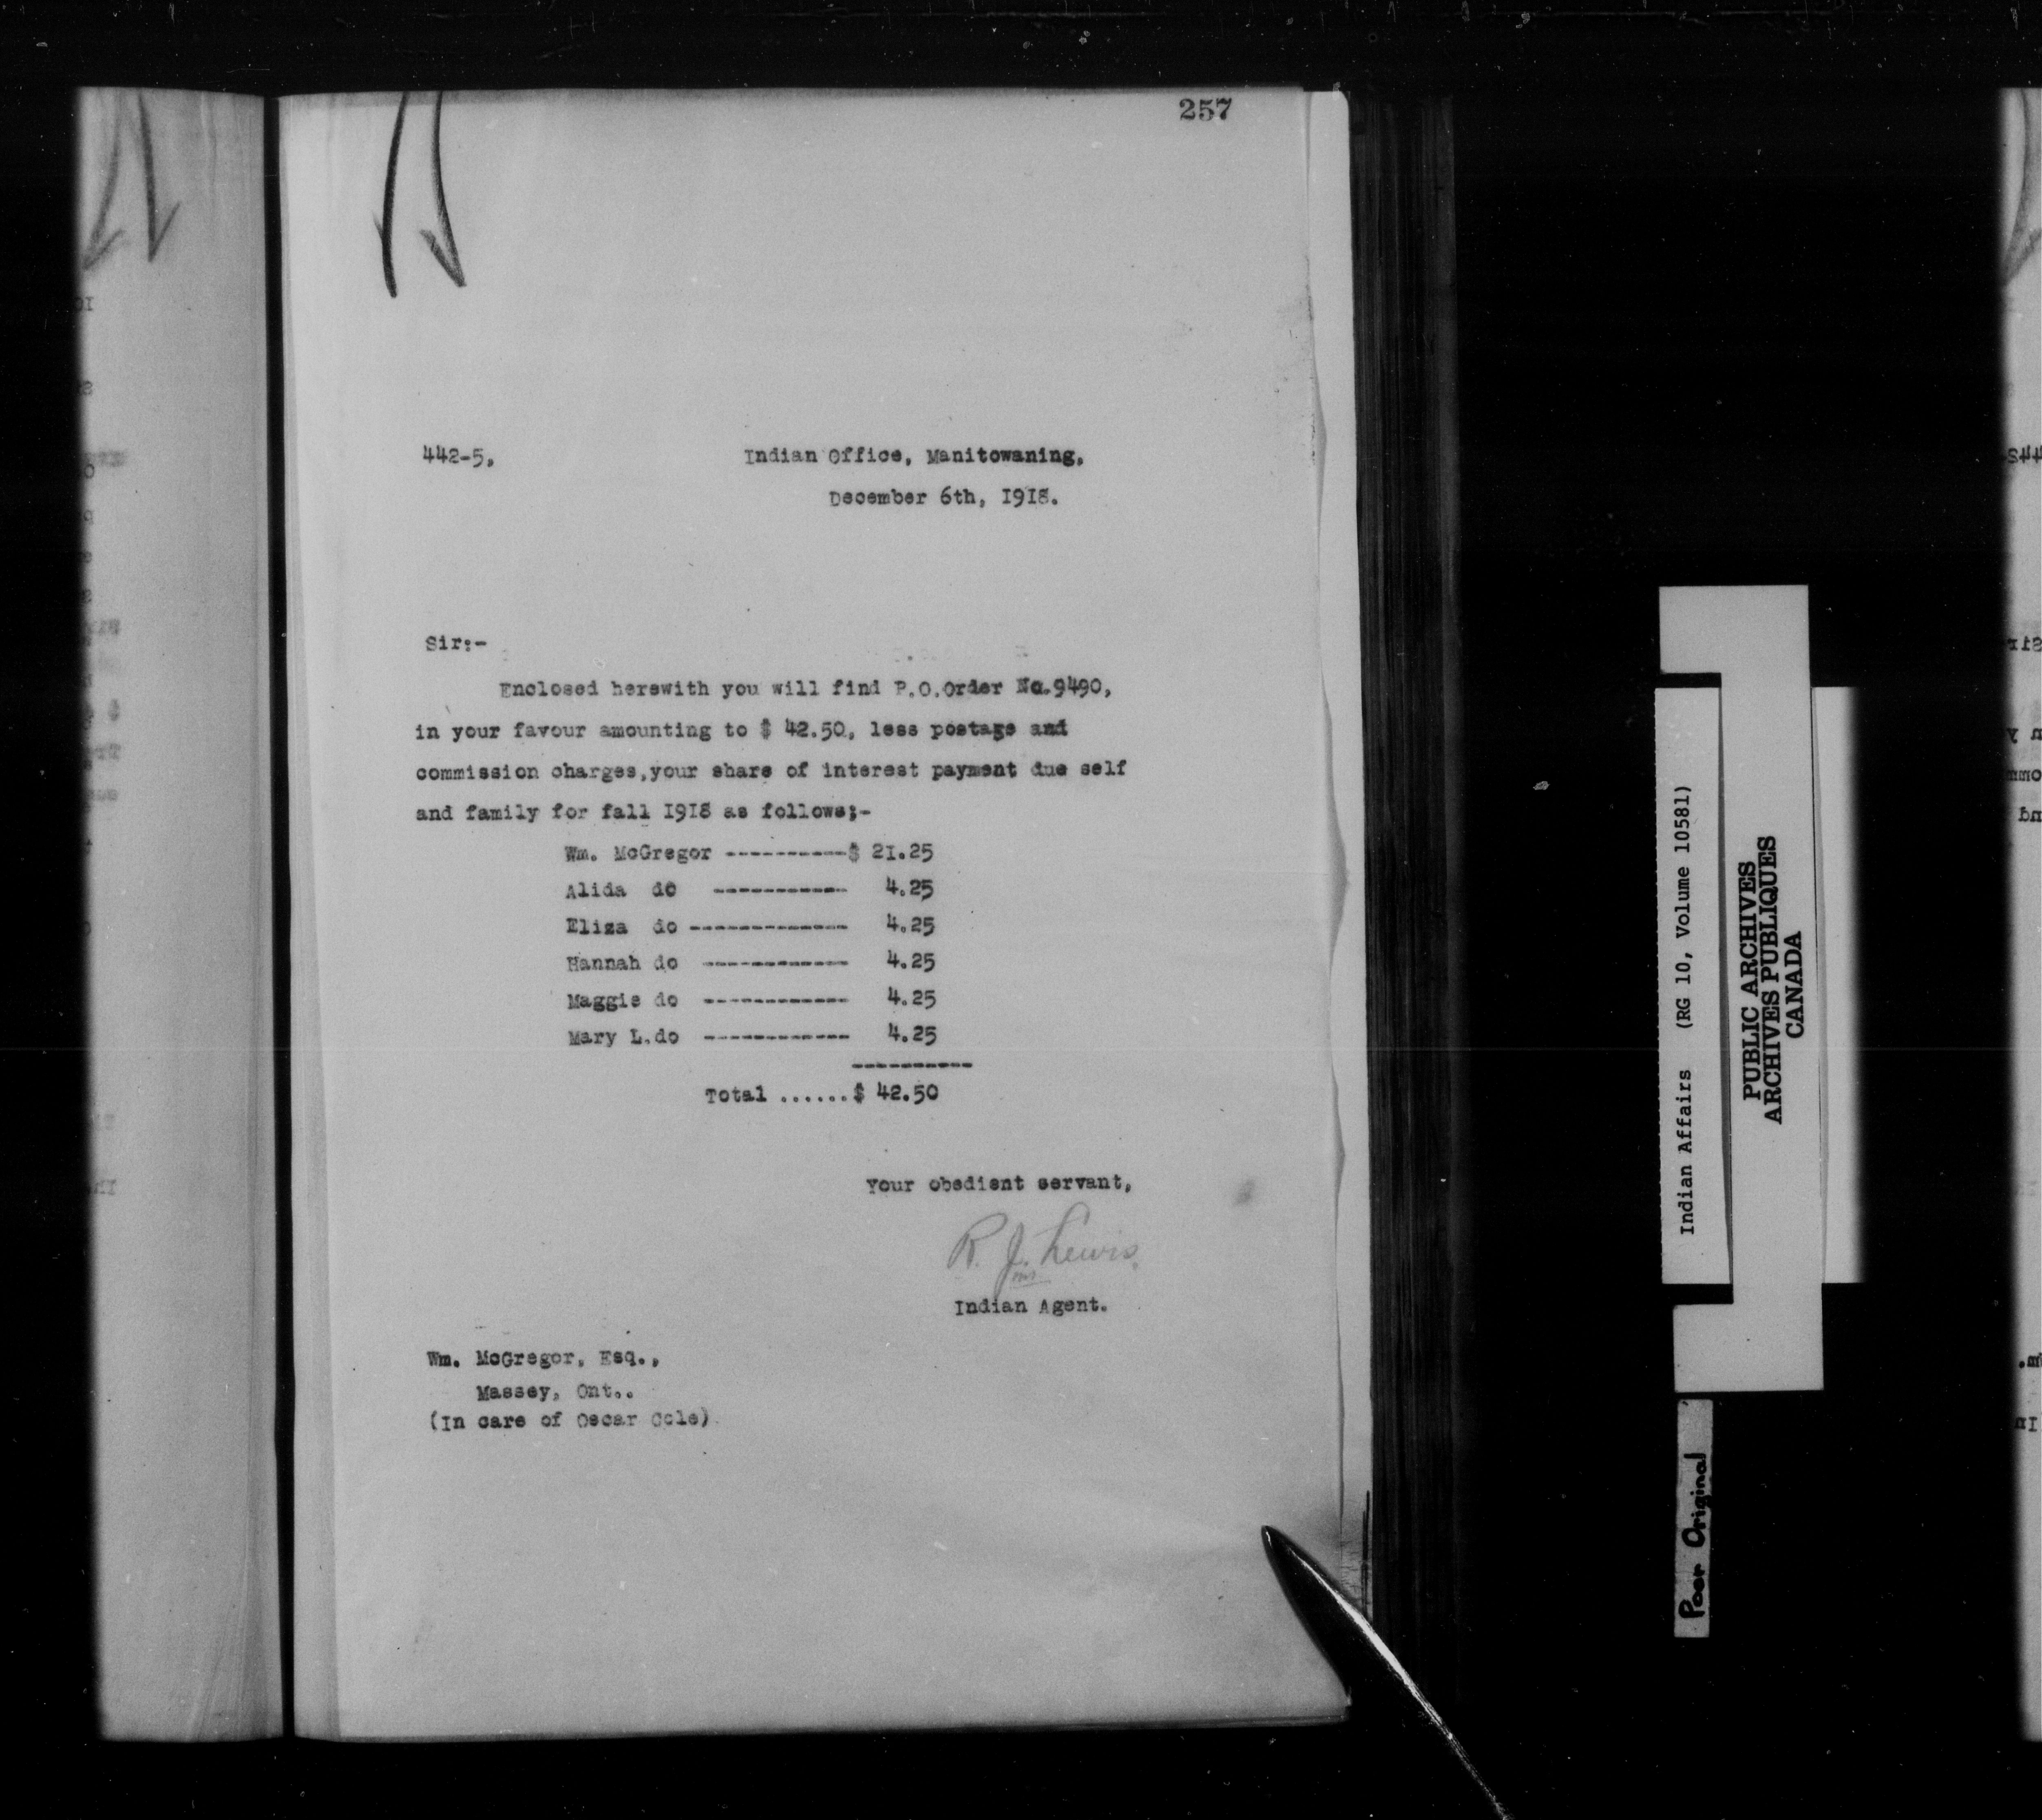 257
442-5,
Indian Office, Manitowaning,
December 6th, 1918.
Sir:-
Enclosed herewith you will find P.O.Order No.9490,
in your favour amounting to $ 42.50, less postage and
commission charges,your share of interest payment due self
and family for fall 1918 as follows;-
Wm. McGregor ----------$ 21.25
Alida do ----------- 4.25
Eliza do ------------- 4.25
Hannah do ------------ 4.25
Maggie do ------------ 4.25
Mary L.do ------------ 4.25
----------
Total ......$ 42.50
Your obedient servant,
R. J. Lewis.
Indian Agent.
Wm. McGregor, Esq.,
Massey, Ont..
(In care of Oscar Cole)
Indian Affairs (RG 10, Volume 10581)
PUBLIC ARCHIVES
ARCHIVES PUBLIQUES
CANADA
Poor Original